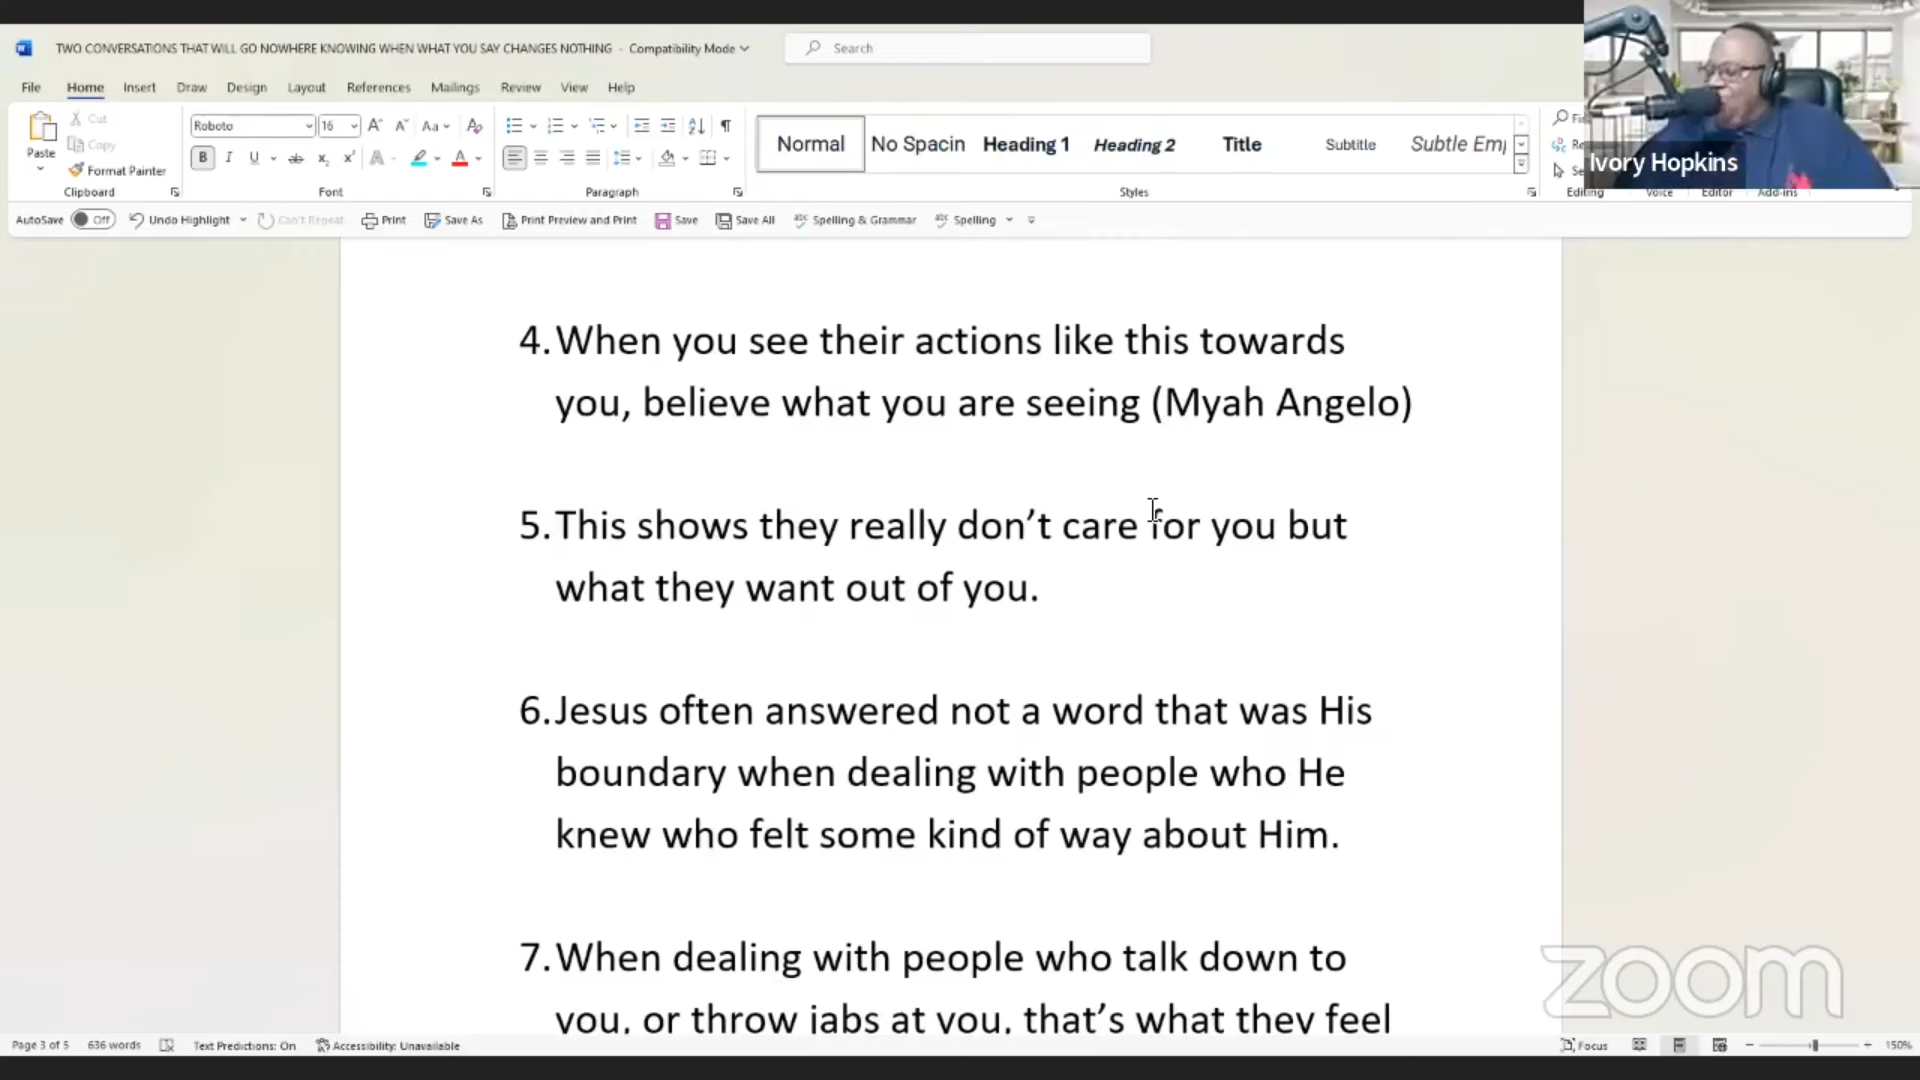 TWO CONVERSATIONS THAT WILL GO NOWHERE KNOWING WHEN WHAT YOU SAY CHANGES NOTHING - Compatibility Mode
Search
File Home Insert Draw Design Layout References Mailings Review View Help
Paste
Cut
Copy
Format Painter
Clipboard
Roboto 16
Font
Paragraph
Normal No Spacin Heading 1 Heading 2 Title Subtitle Subtle Em
Styles
Editing Voice Editor Add-ins
Ivory Hopkins
AutoSave Off Undo Highlight Can't Repeat Print Save As Print Preview and Print Save Save All Spelling & Grammar Spelling
4. When you see their actions like this towards
you, believe what you are seeing (Myah Angelo)
5. This shows they really don’t care for you but
what they want out of you.
6. Jesus often answered not a word that was His
boundary when dealing with people who He
knew who felt some kind of way about Him.
7. When dealing with people who talk down to
you, or throw jabs at you, that’s what they feel
zoom
Page 3 of 5 636 words Text Predictions: On Accessibility: Unavailable Focus 150%